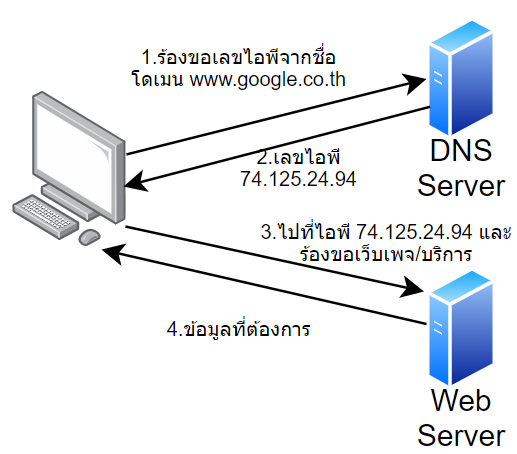 1.ร้องขอเลขไอพีจากชื่อ
โดเมน www.google.co.th
DNS
Server
2.เลขไอพี
74.125.24.94
3.ไปที่ไอพี 74.125.24.94 และ
ร้องขอเว็บเพจ/บริการ
4.ข้อมูลที่ต้องการ
Web
Server